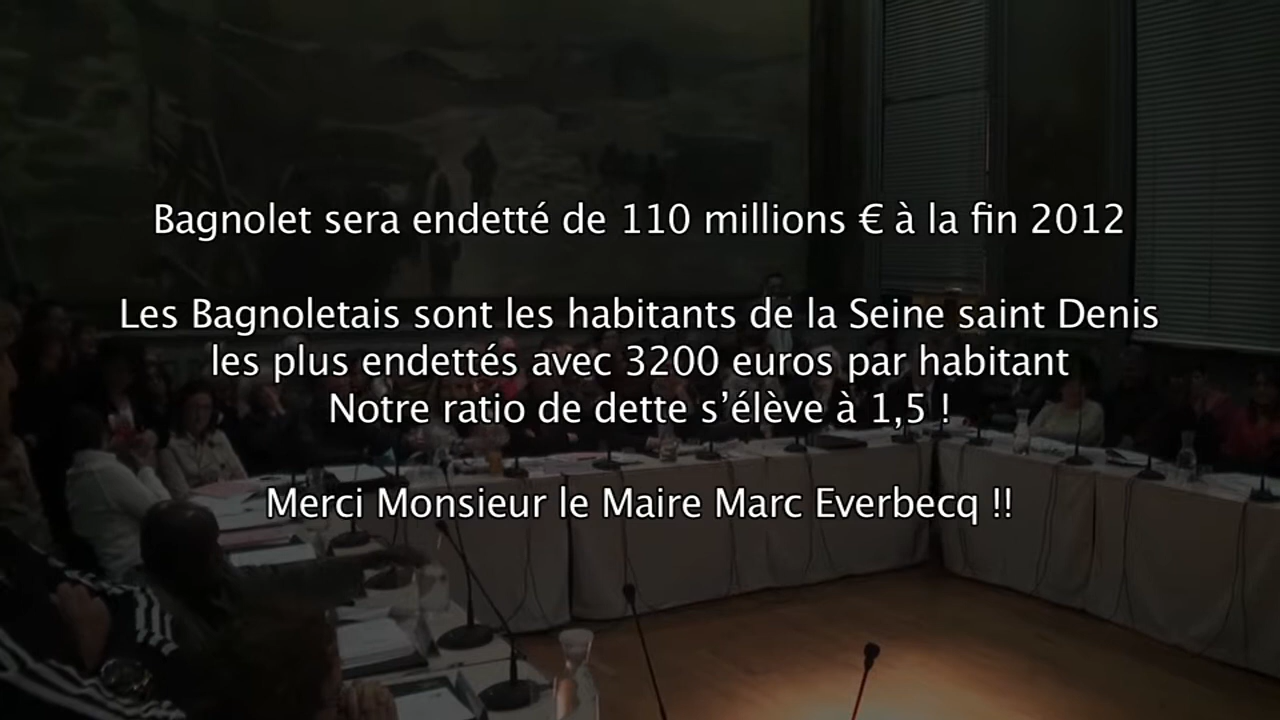 Bagnolet sera endetté de 110 millions € à la fin 2012
Les Bagnoletais sont les habitants de la Seine saint Denis
les plus endettés avec 3200 euros par habitant
Notre ratio de dette s’élève à 1,5 !
Merci Monsieur le Maire Marc Everbecq !!